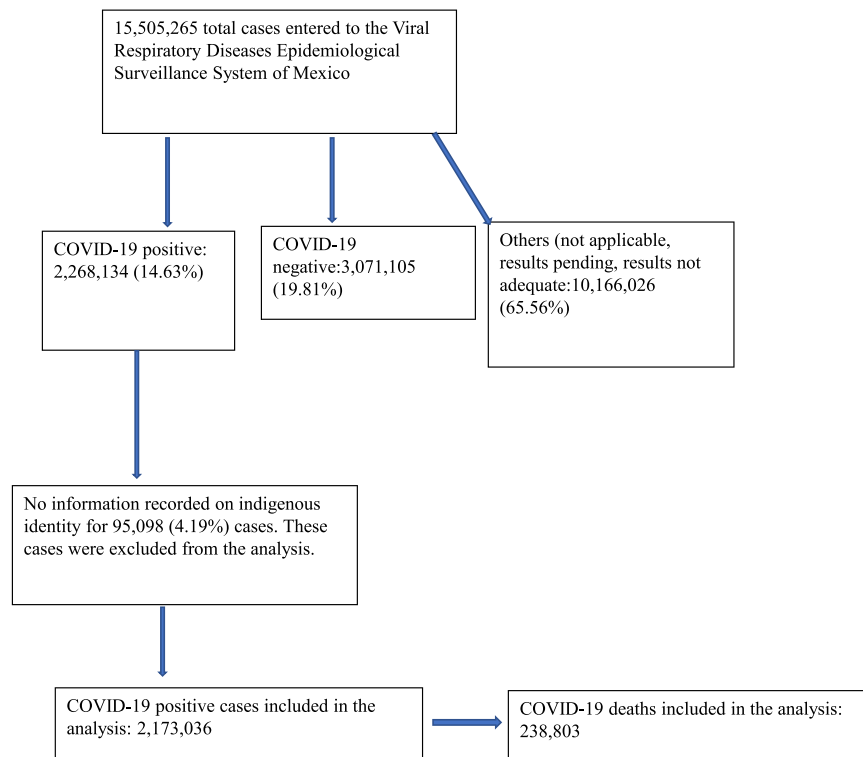 15,505,265 total cases entered to the Viral
Respiratory Diseases Epidemiological
Surveillance System of Mexico
COVID-19 positive:
2,268,134 (14.63%)
COVID-19
negative:3,071,105
(19.81%)
Others (not applicable,
results pending, results not
adequate:10,166,026
(65.56%)
No information recorded on indigenous
identity for 95,098 (4.19%) cases. These
cases were excluded from the analysis.
COVID-19 positive cases included in the
analysis: 2,173,036
COVID-19 deaths included in the analysis:
238,803